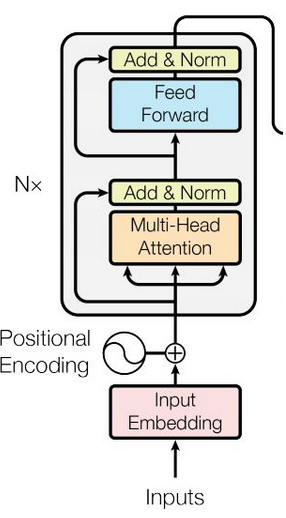 Add & Norm
Feed
Forward
N×
Add & Norm
Multi-Head
Attention
Positional
Encoding
Input
Embedding
Inputs